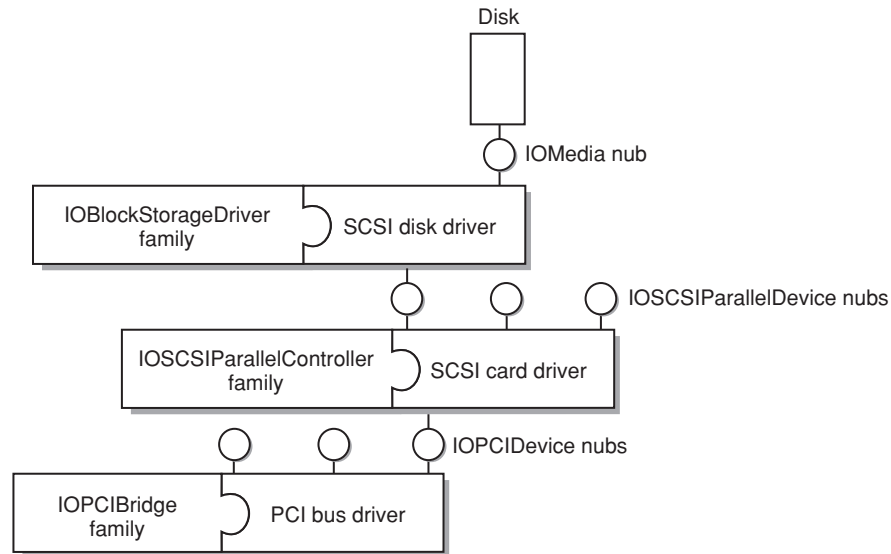 Disk
IOMedia nub
IOBlockStorageDriver
family
SCSI disk driver
IOSCSIParallelDevice nubs
IOSCSIParallelController
family
SCSI card driver
IOPCIDevice nubs
IOPCIBridge
family
PCI bus driver